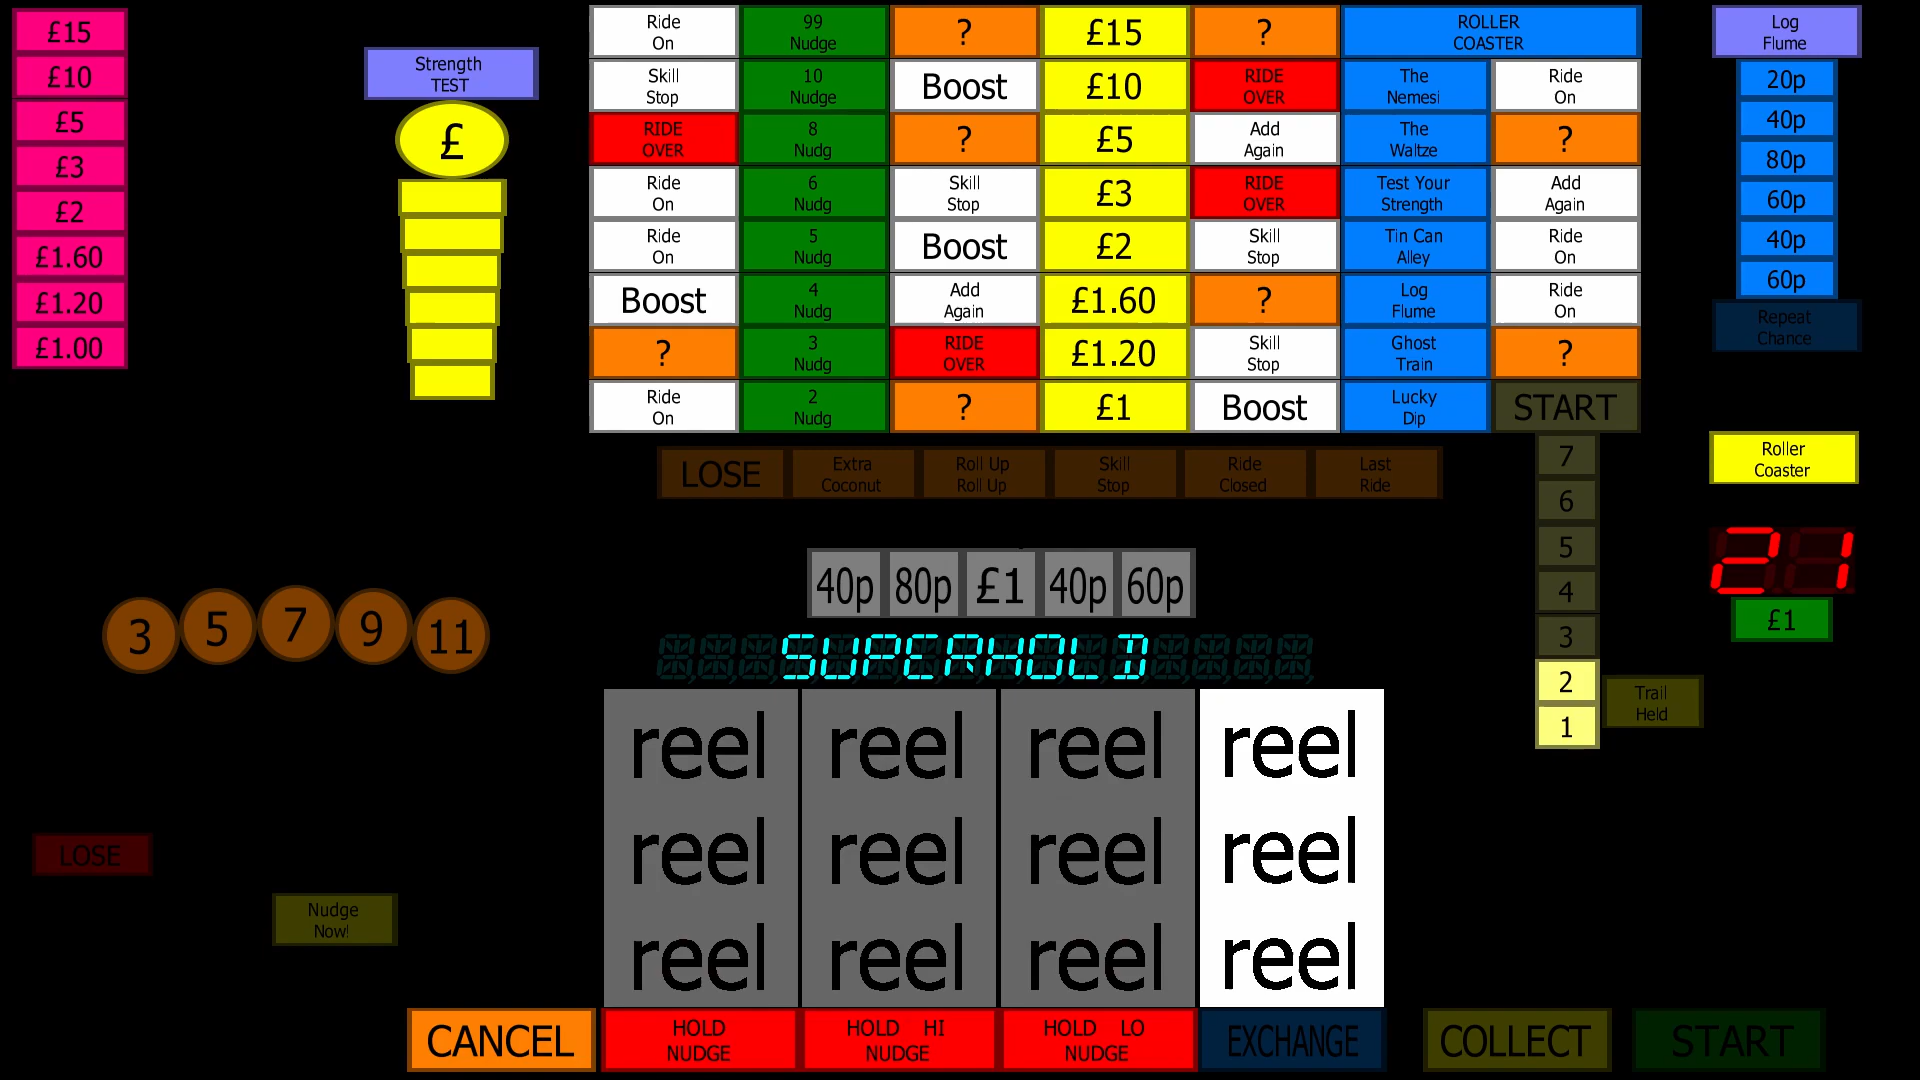 £15
£10
£5
£3
£2
£1.60
£1.20
£1.00
Strength
TEST
£
Ride
On
99
Nudge
?
£15
?
ROLLER
COASTER
Skill
Stop
10
Nudge
Boost
£10
RIDE
OVER
The
Nemesi
Ride
On
RIDE
OVER
8
Nudg
?
£5
Add
Again
The
Waltze
?
Ride
On
6
Nudg
Skill
Stop
£3
RIDE
OVER
Test Your
Strength
Add
Again
Ride
On
5
Nudg
Boost
£2
Skill
Stop
Tin Can
Alley
Ride
On
Boost
4
Nudg
Add
Again
£1.60
?
Log
Flume
Ride
On
?
3
Nudg
RIDE
OVER
£1.20
Skill
Stop
Ghost
Train
?
Ride
On
2
Nudg
?
£1
Boost
Lucky
Dip
START
Log
Flume
20p
40p
80p
60p
40p
60p
Repeat
Chance
LOSE
Extra
Coconut
Roll Up
Roll Up
Skill
Stop
Ride
Closed
Last
Ride
7
6
5
4
3
2
1
Trail
Held
Roller
Coaster
21
£1
40p 80p £1 40p 60p
3 5 7 9 11
SUPERHOLD
reel reel reel reel
reel reel reel reel
reel reel reel reel
LOSE
Nudge
Now!
CANCEL
HOLD
NUDGE
HOLD HI
NUDGE
HOLD LO
NUDGE
EXCHANGE
COLLECT
START